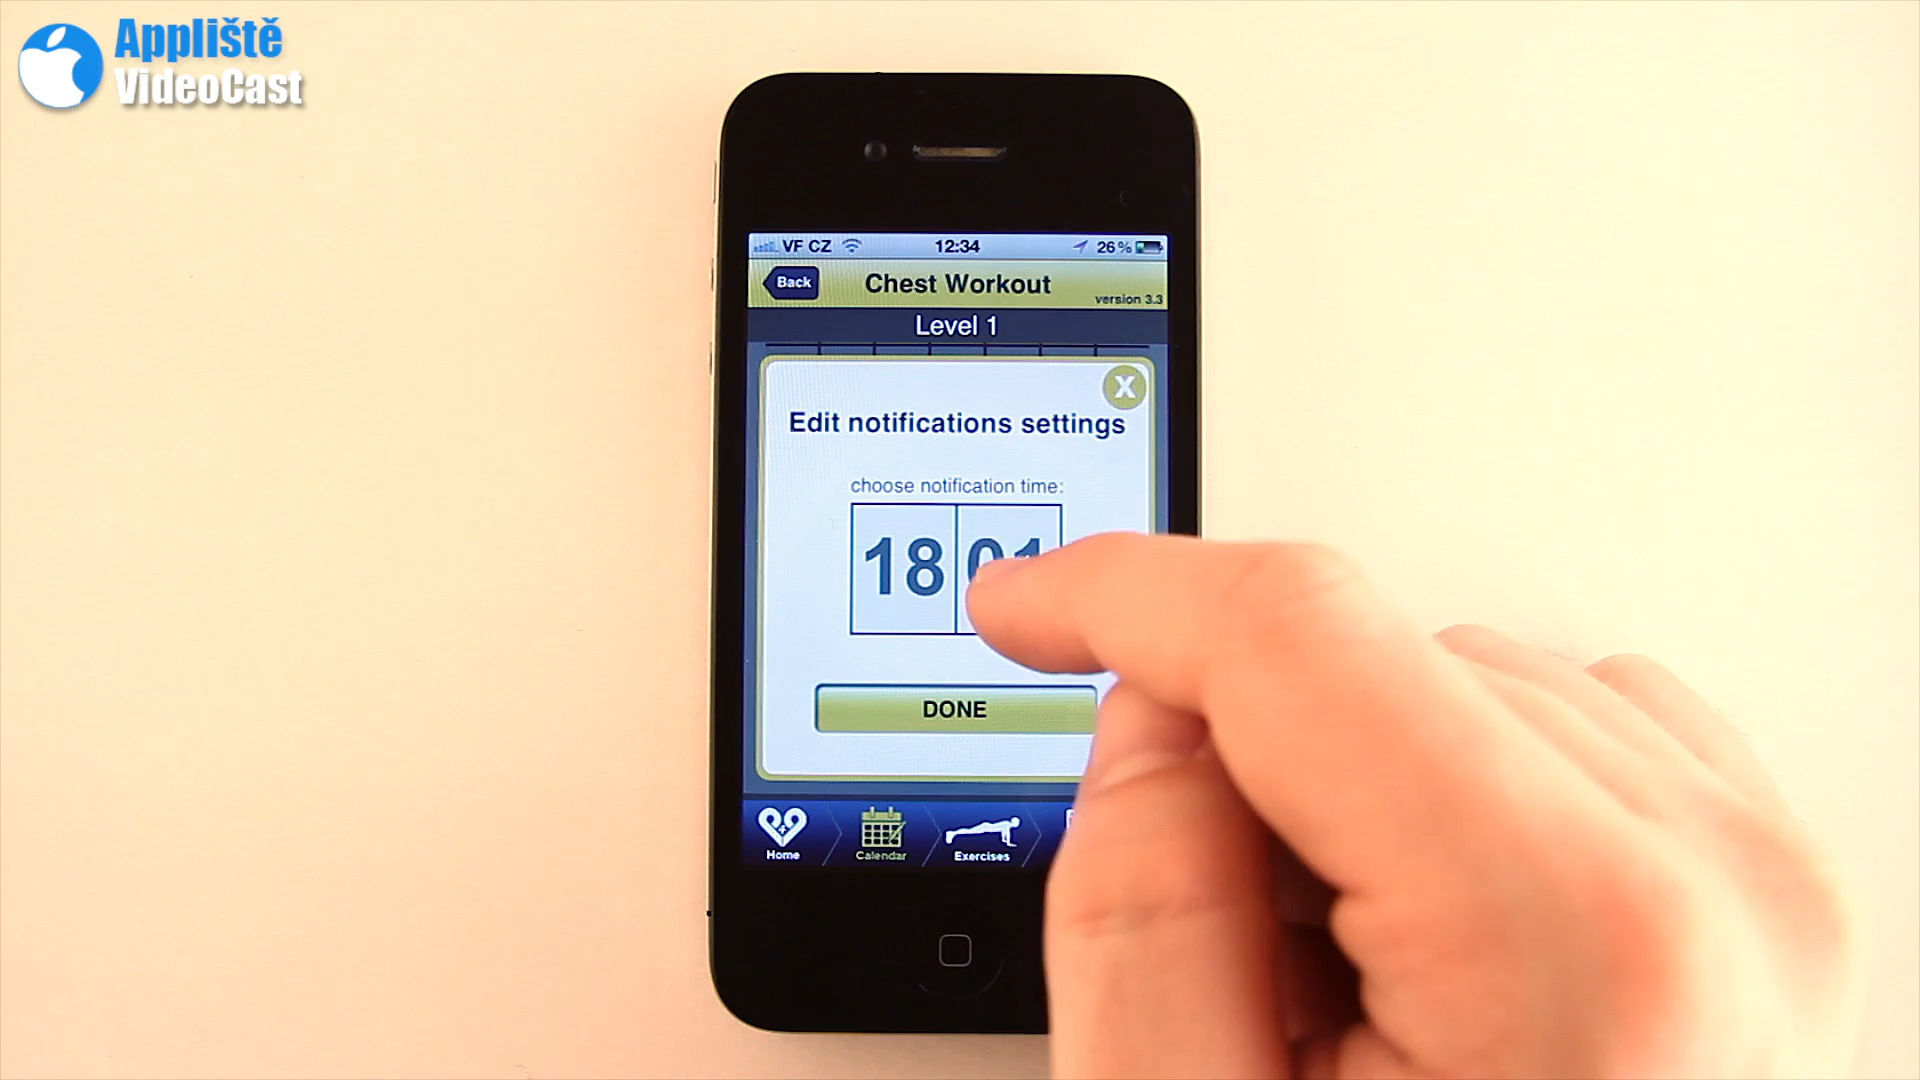 Appliště
VideoCast
VF CZ 12:34 26 %
Back Chest Workout version 3.3
Level 1
X
Edit notifications settings
choose notification time:
18 01
DONE
Home Calendar Exercises